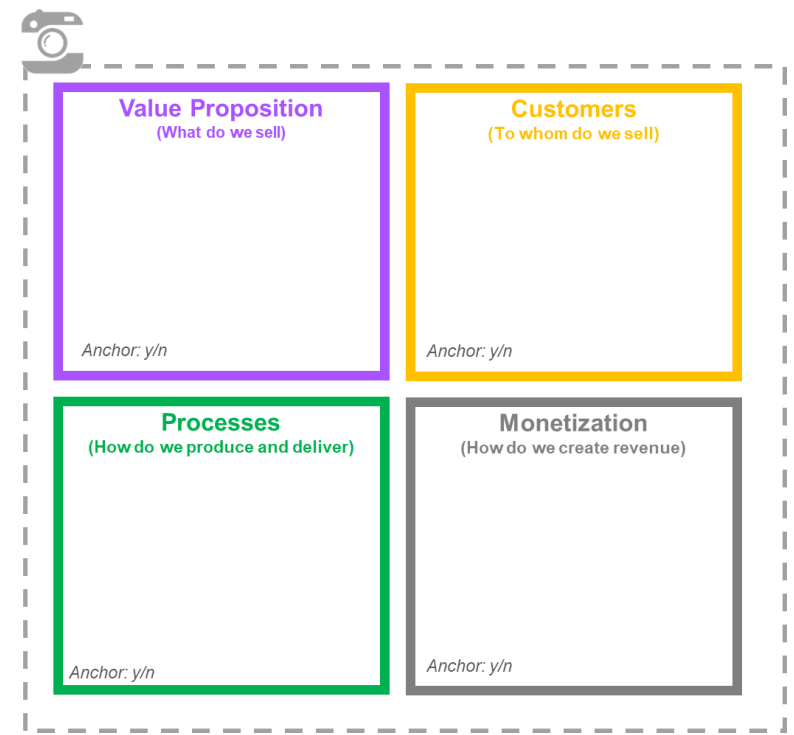 Value Proposition
(What do we sell)
Anchor: y/n
Customers
(To whom do we sell)
Anchor: y/n
Processes
(How do we produce and deliver)
Anchor: y/n
Monetization
(How do we create revenue)
Anchor: y/n